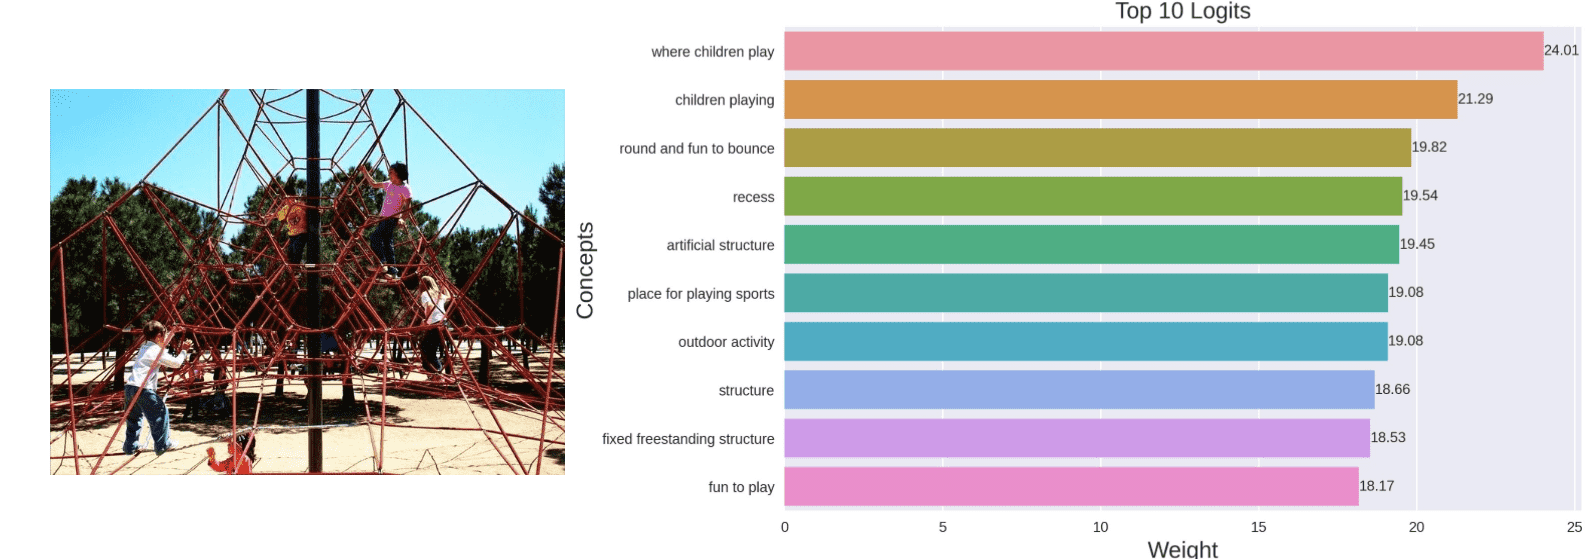 Top 10 Logits
Concepts
where children play 24.01
children playing 21.29
round and fun to bounce 19.82
recess 19.54
artificial structure 19.45
place for playing sports 19.08
outdoor activity 19.08
structure 18.66
fixed freestanding structure 18.53
fun to play 18.17
0 5 10 15 20 25
Weight